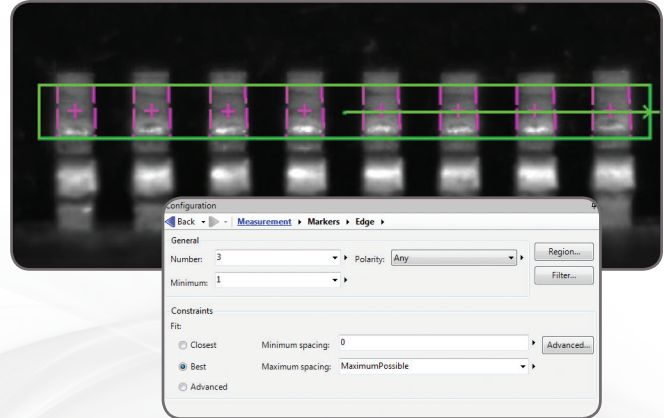 Configuration
Back Measurement Markers Edge
General
Number: 3 Polarity: Any Region...
Minimum: 1 Filter...
Constraints
Fit:
Closest Minimum spacing: 0 Advanced...
Best Maximum spacing: MaximumPossible
Advanced